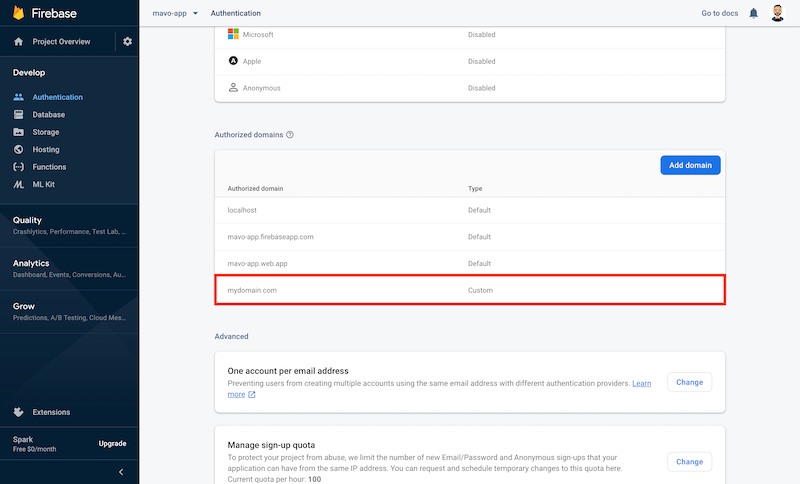 Firebase
mavo-app
Authentication
Go to docs
Project Overview
Develop
Authentication
Database
Storage
Hosting
Functions
ML Kit
Quality
Crashlytics, Performance, Test Lab, ...
Analytics
Dashboard, Events, Conversions, Au...
Grow
Predictions, A/B Testing, Cloud Mes...
Extensions
Spark
Free $0/month
Upgrade
Microsoft Disabled
Apple Disabled
Anonymous Disabled
Authorized domains
Add domain
Authorized domain Type
localhost Default
mavo-app.firebaseapp.com Default
mavo-app.web.app Default
mydomain.com Custom
Advanced
One account per email address
Preventing users from creating multiple accounts using the same email address with different authentication providers. Learn
more
Change
Manage sign-up quota
To protect your project from abuse, we limit the number of new Email/Password and Anonymous sign-ups that your
application can have from the same IP address. You can request and schedule temporary changes to this quota here.
Current quota per hour: 100
Change